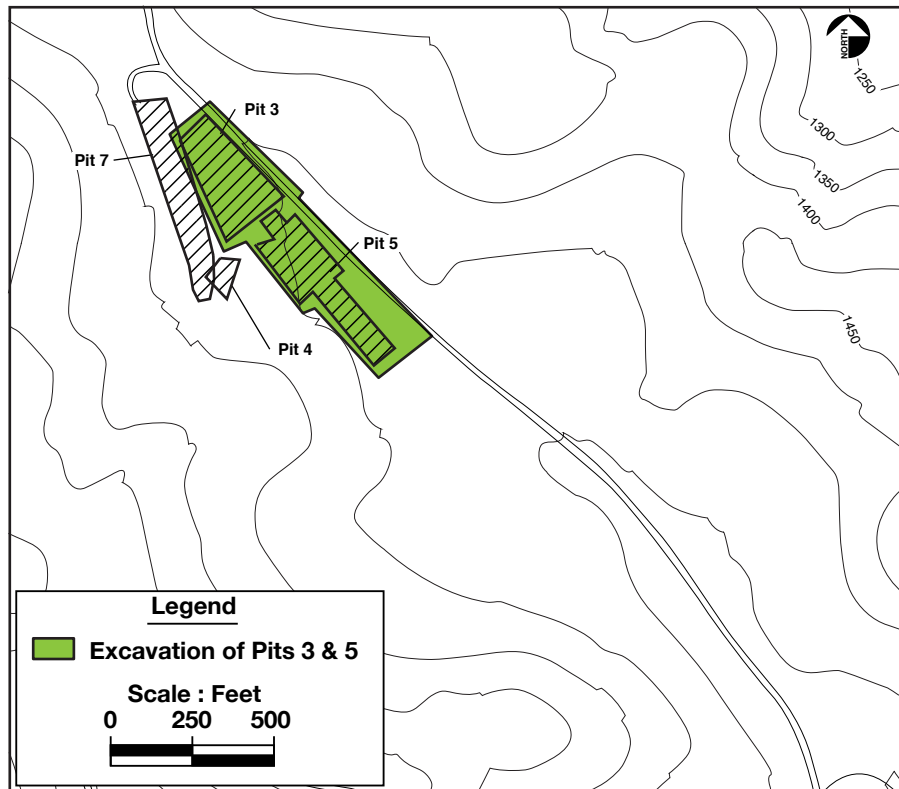 NORTH
1250
1300
1350
1400
1450
Pit 3
Pit 7
Pit 5
Pit 4
Legend
Excavation of Pits 3 & 5
Scale : Feet
0 250 500